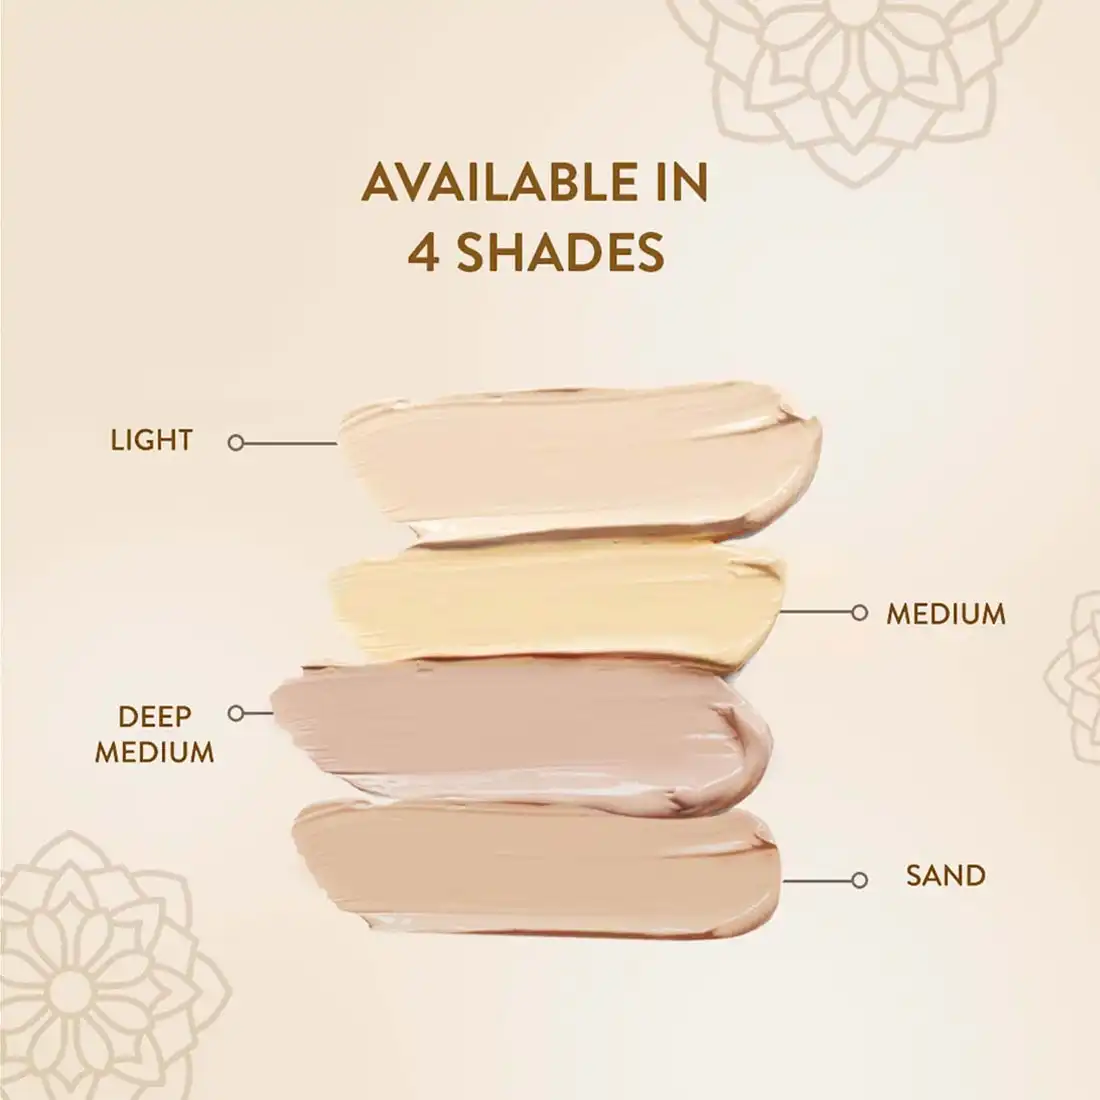 AVAILABLE IN
4 SHADES
LIGHT
MEDIUM
DEEP
MEDIUM
SAND